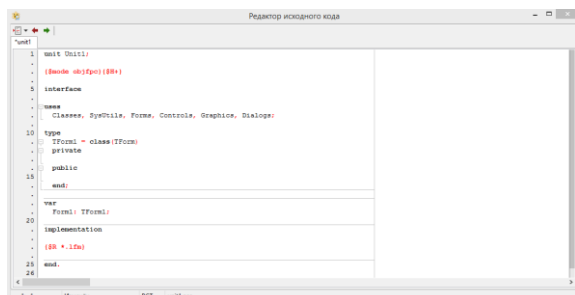 Редактор исходного кода
*unit1
1 unit Unit1;
{$mode objfpc}{$H+}
5 interface
uses
Classes, SysUtils, Forms, Controls, Graphics, Dialogs;
10 type
TForm1 = class(TForm)
private
public
15
end;
var
Form1: TForm1;
20
implementation
{$R *.lfm}
25 end.
26